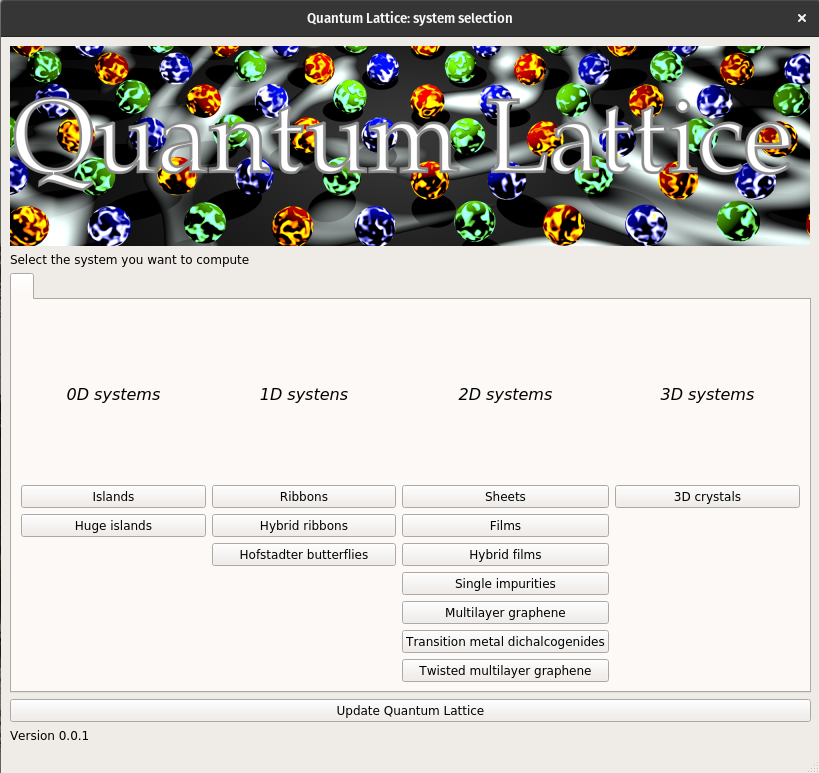 Quantum Lattice: system selection
Quantum Lattice
Select the system you want to compute
0D systems 1D systens 2D systems 3D systems
Islands Ribbons Sheets 3D crystals
Huge islands Hybrid ribbons Films
Hofstadter butterflies Hybrid films
Single impurities
Multilayer graphene
Transition metal dichalcogenides
Twisted multilayer graphene
Update Quantum Lattice
Version 0.0.1